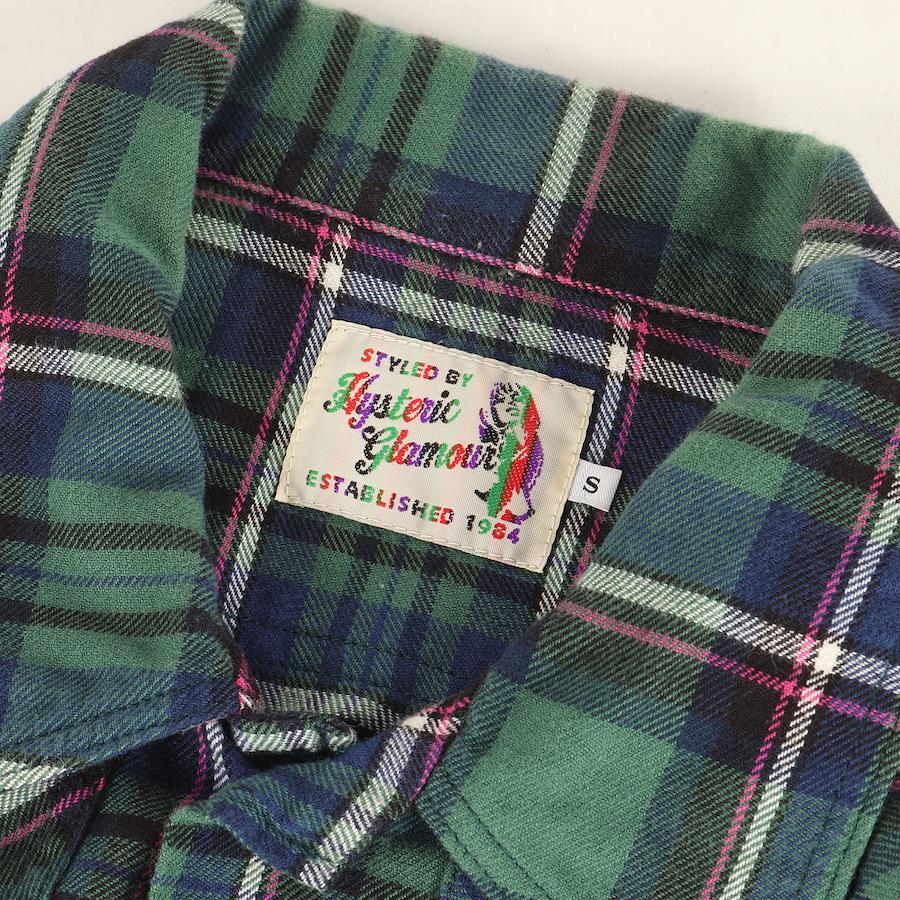 STYLED BY
Hysteric
Glamour
ESTABLISHED 1984
S